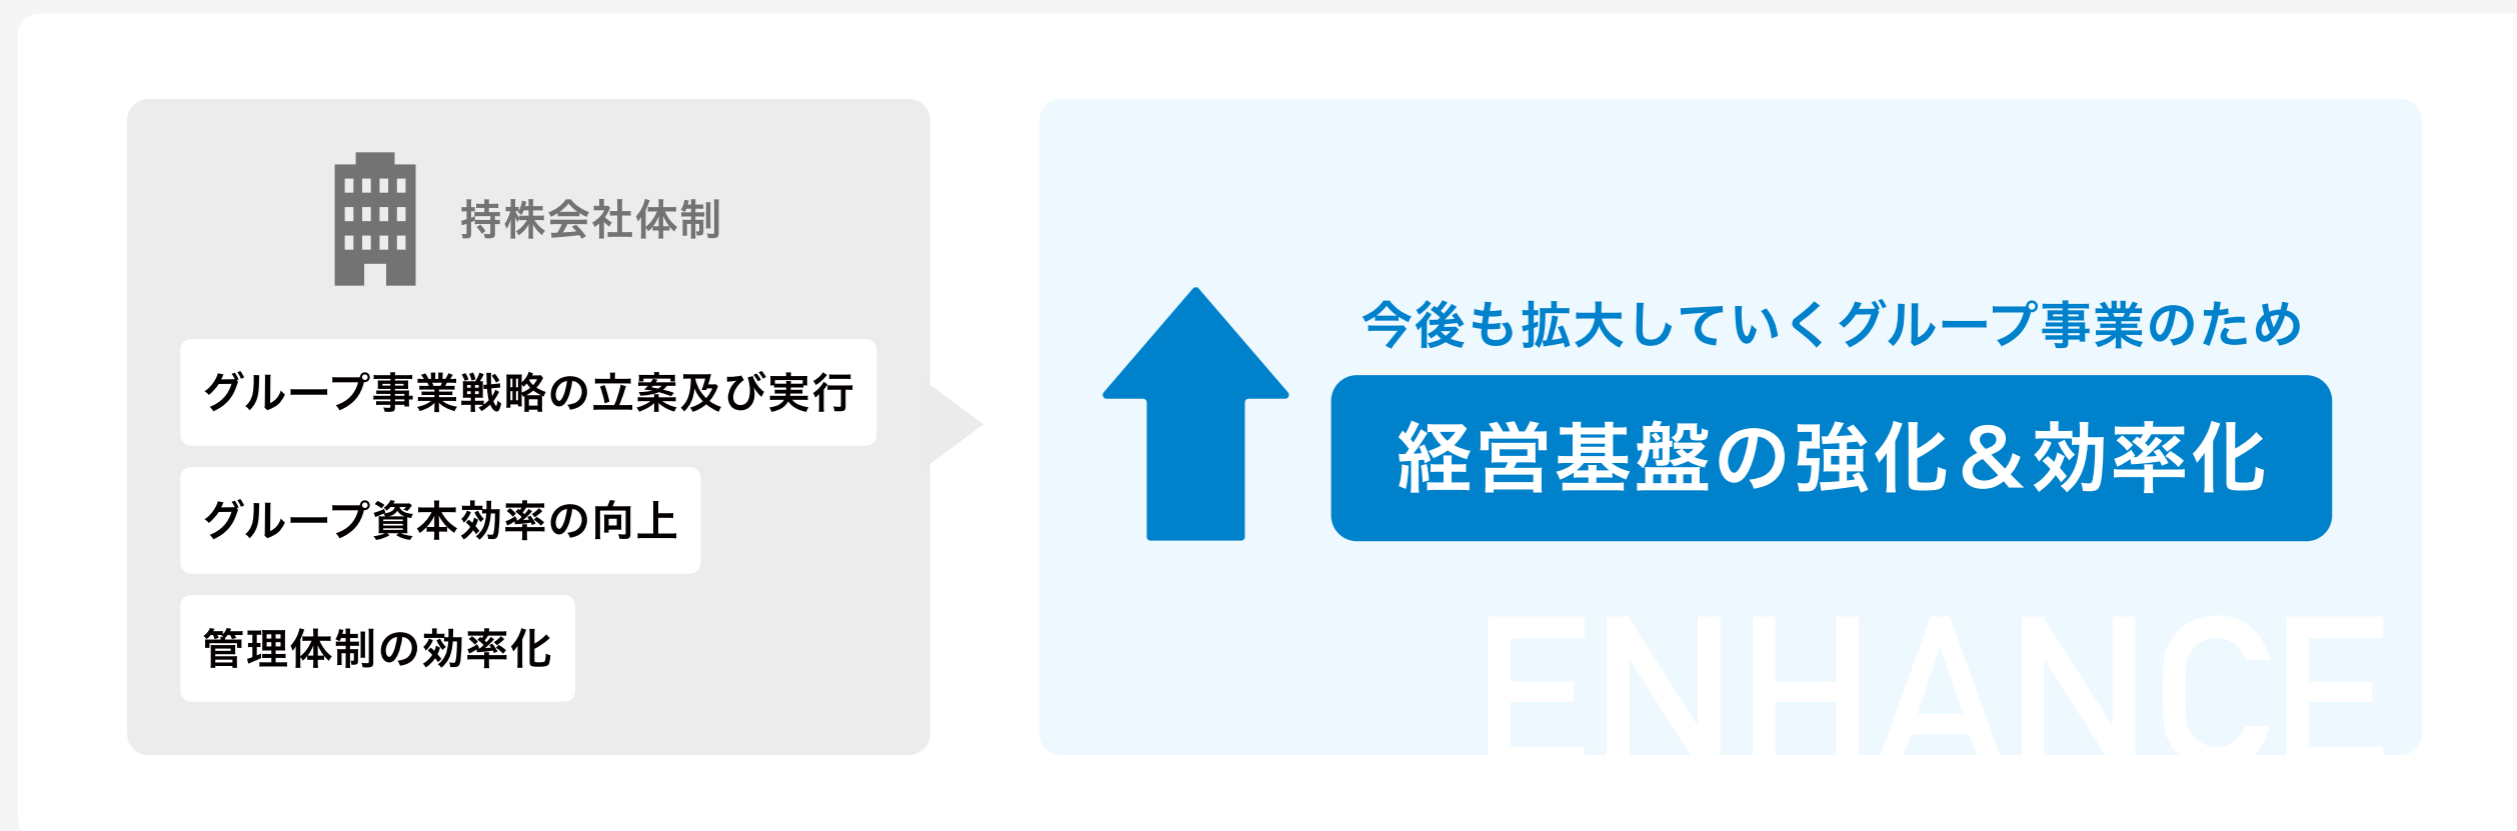 持株会社体制
グループ事業戦略の立案及び実行
グループ資本効率の向上
管理体制の効率化
今後も拡大していくグループ事業のため
経営基盤の強化&効率化
ENHANCE